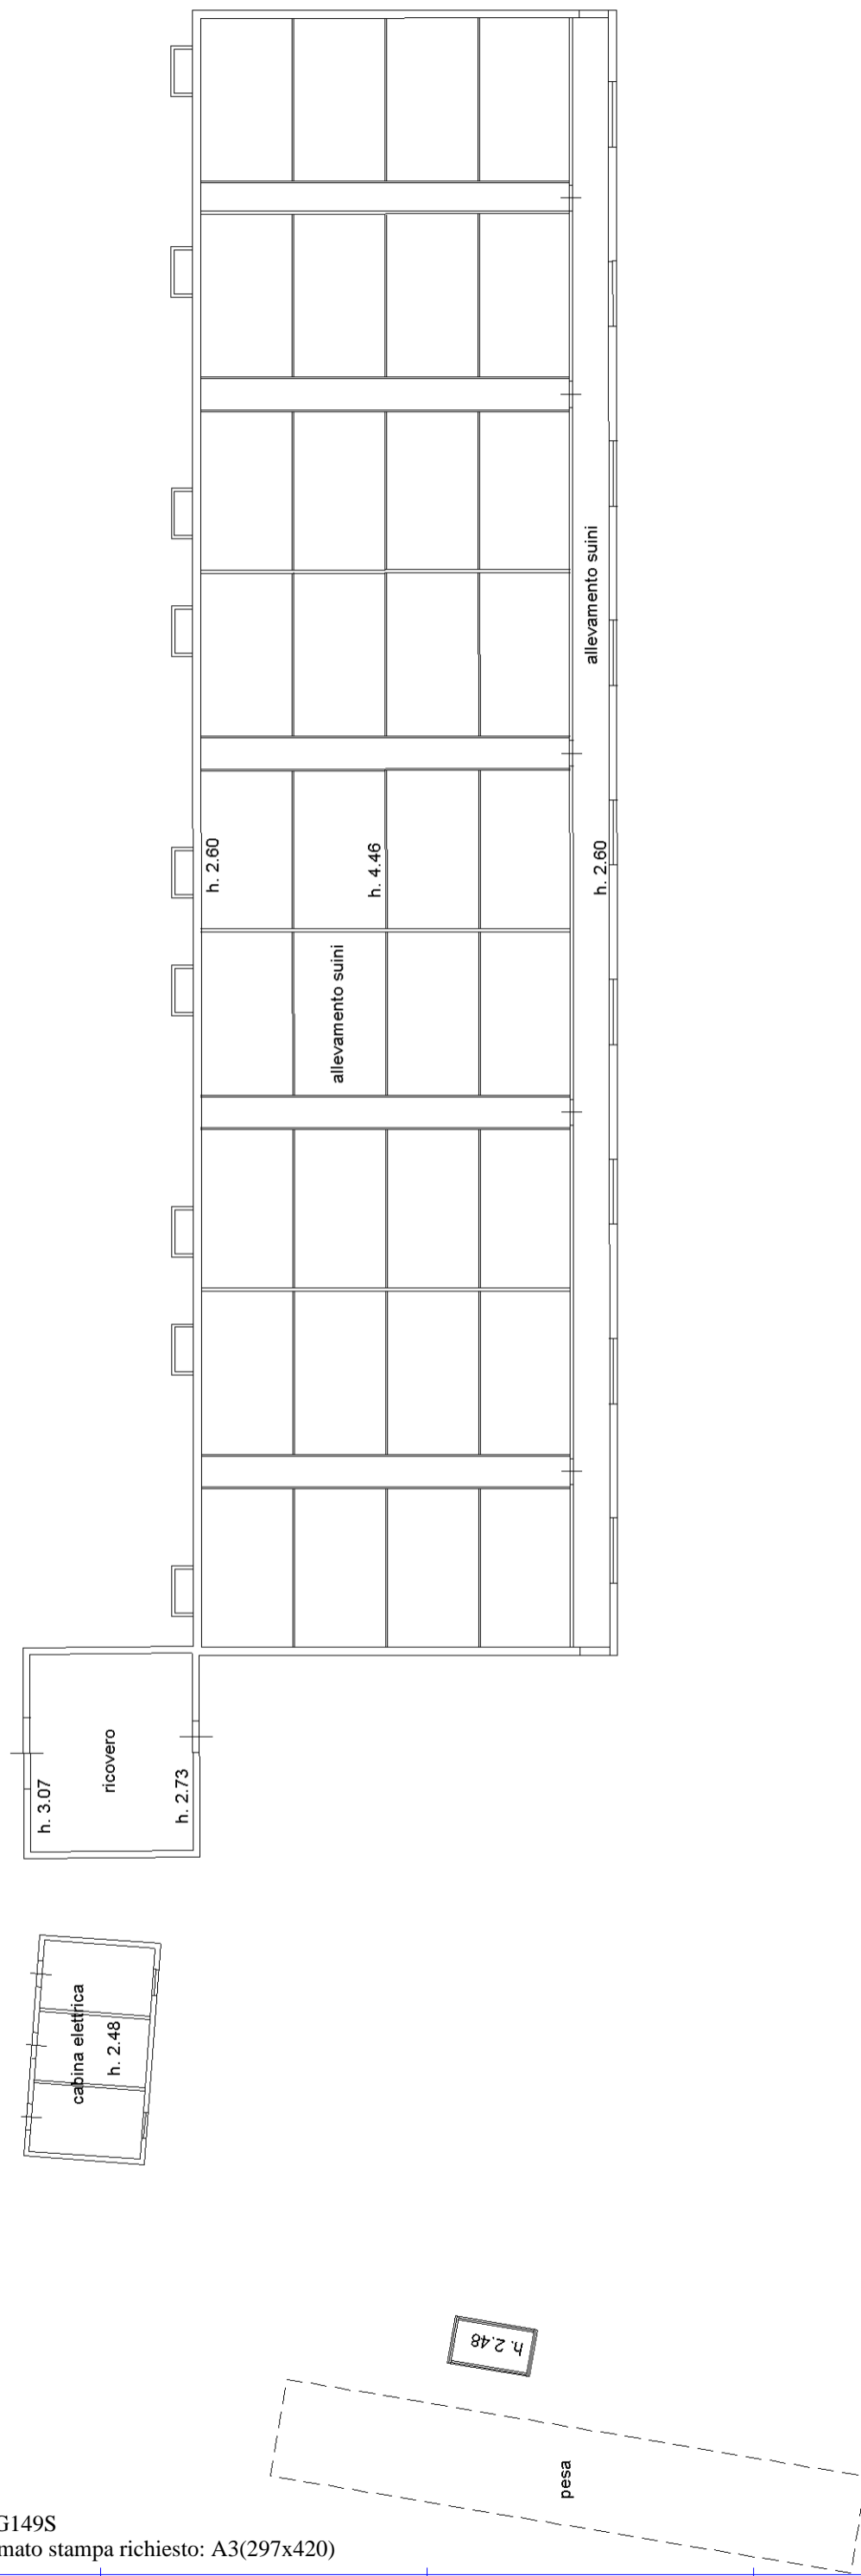 allevamento suini
h. 2.60
h. 4.46
h. 2.60
allevamento suini
ricovero
h. 3.07
h. 2.73
cabina elettrica
h. 2.48
h. 2.48
pesa
G149S
mato stampa richiesto: A3(297x420)